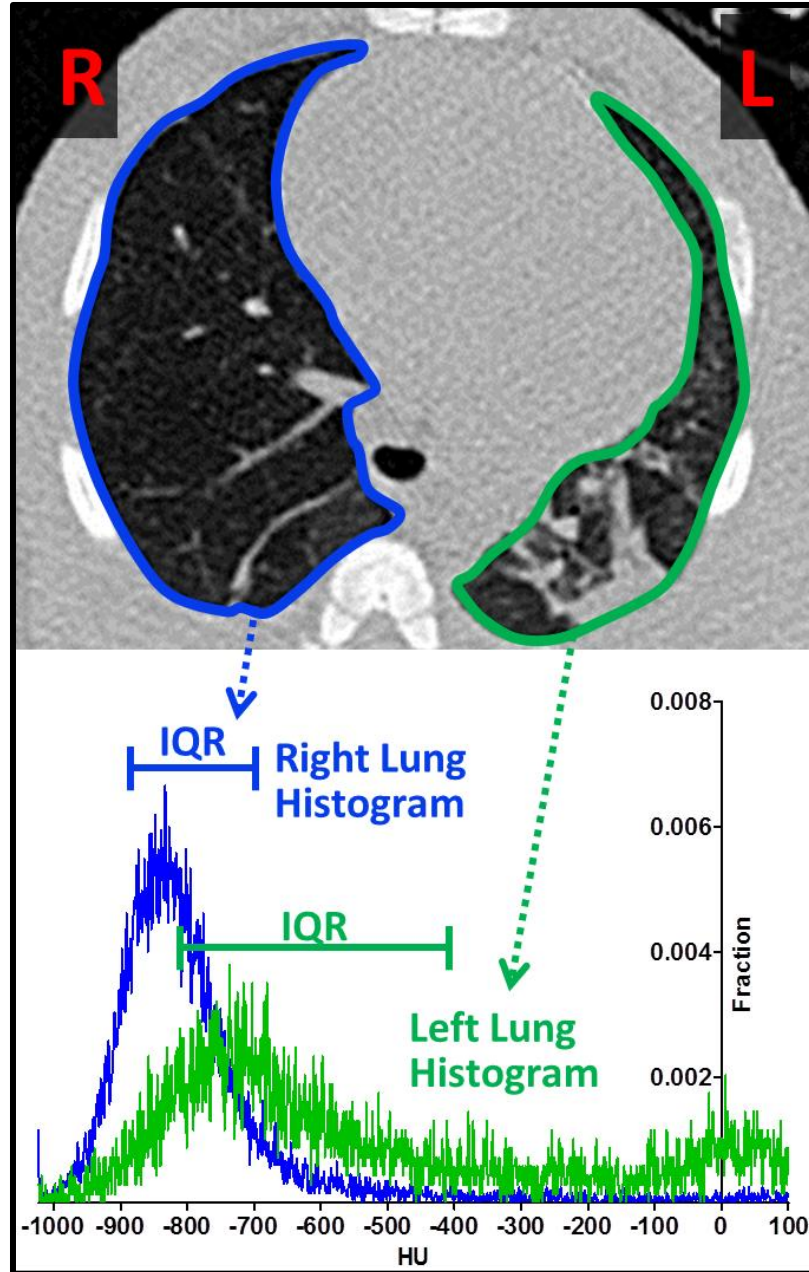 R
L
IQR
Right Lung
Histogram
IQR
Left Lung
Histogram
0.008
0.006
0.004
0.002
Fraction
-1000 -900 -800 -700 -600 -500 -400 -300 -200 -100 0 100
HU